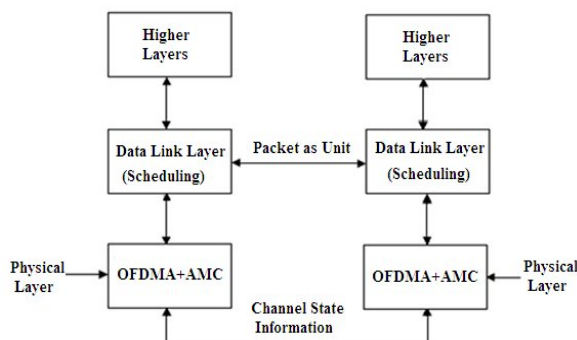 Higher
Layers
Higher
Layers
Data Link Layer
(Scheduling)
Packet as Unit
Data Link Layer
(Scheduling)
Physical
Layer
OFDMA+AMC
OFDMA+AMC
Physical
Layer
Channel State
Information